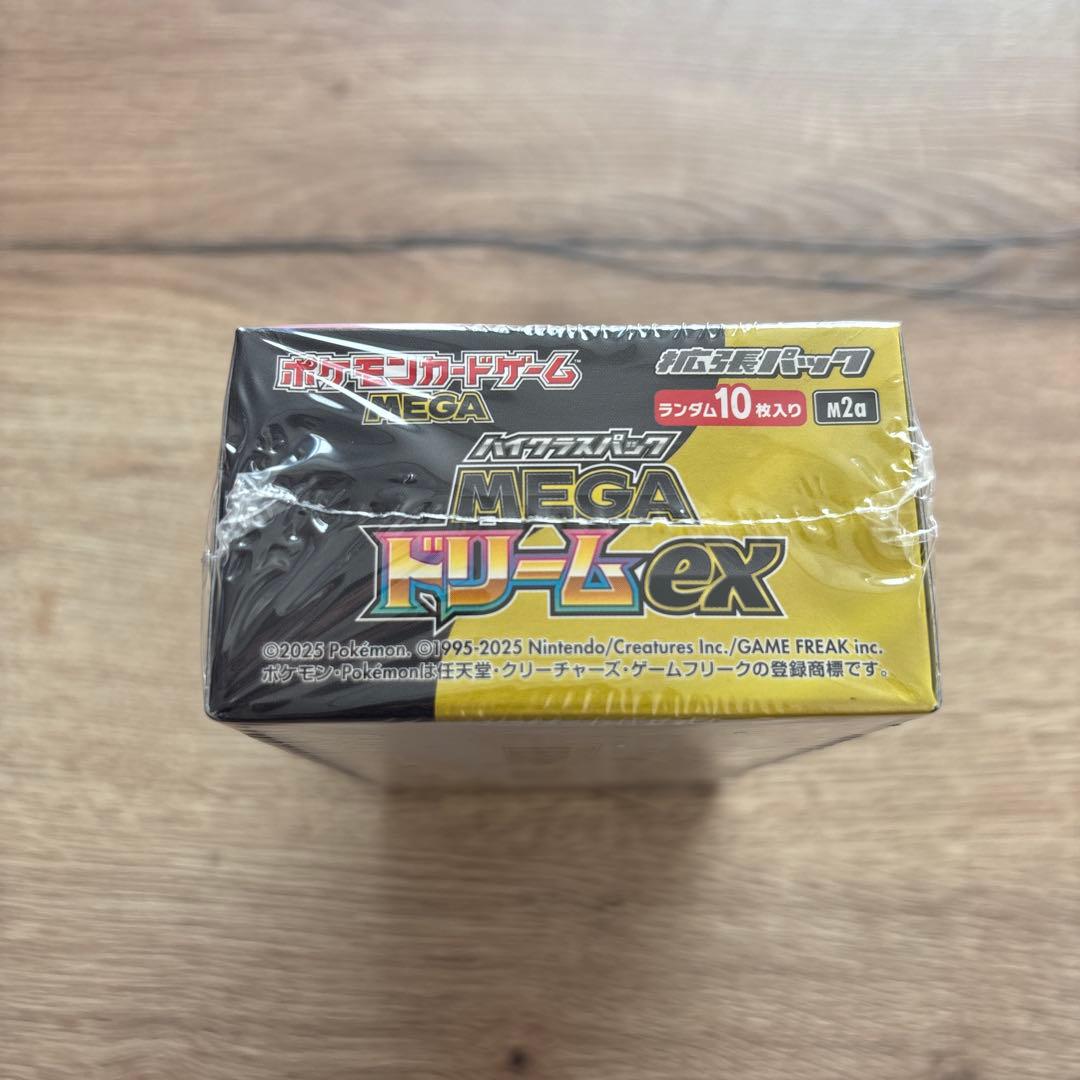 ポケモンカードゲーム™
MEGA
拡張パック
ランダム10枚入り
M2a
ハイクラスパック
MEGA
ドリームex
©2025 Pokémon. ©1995-2025 Nintendo/Creatures Inc./GAME FREAK inc.
ポケモン・Pokémonは任天堂・クリーチャーズ・ゲームフリークの登録商標です。